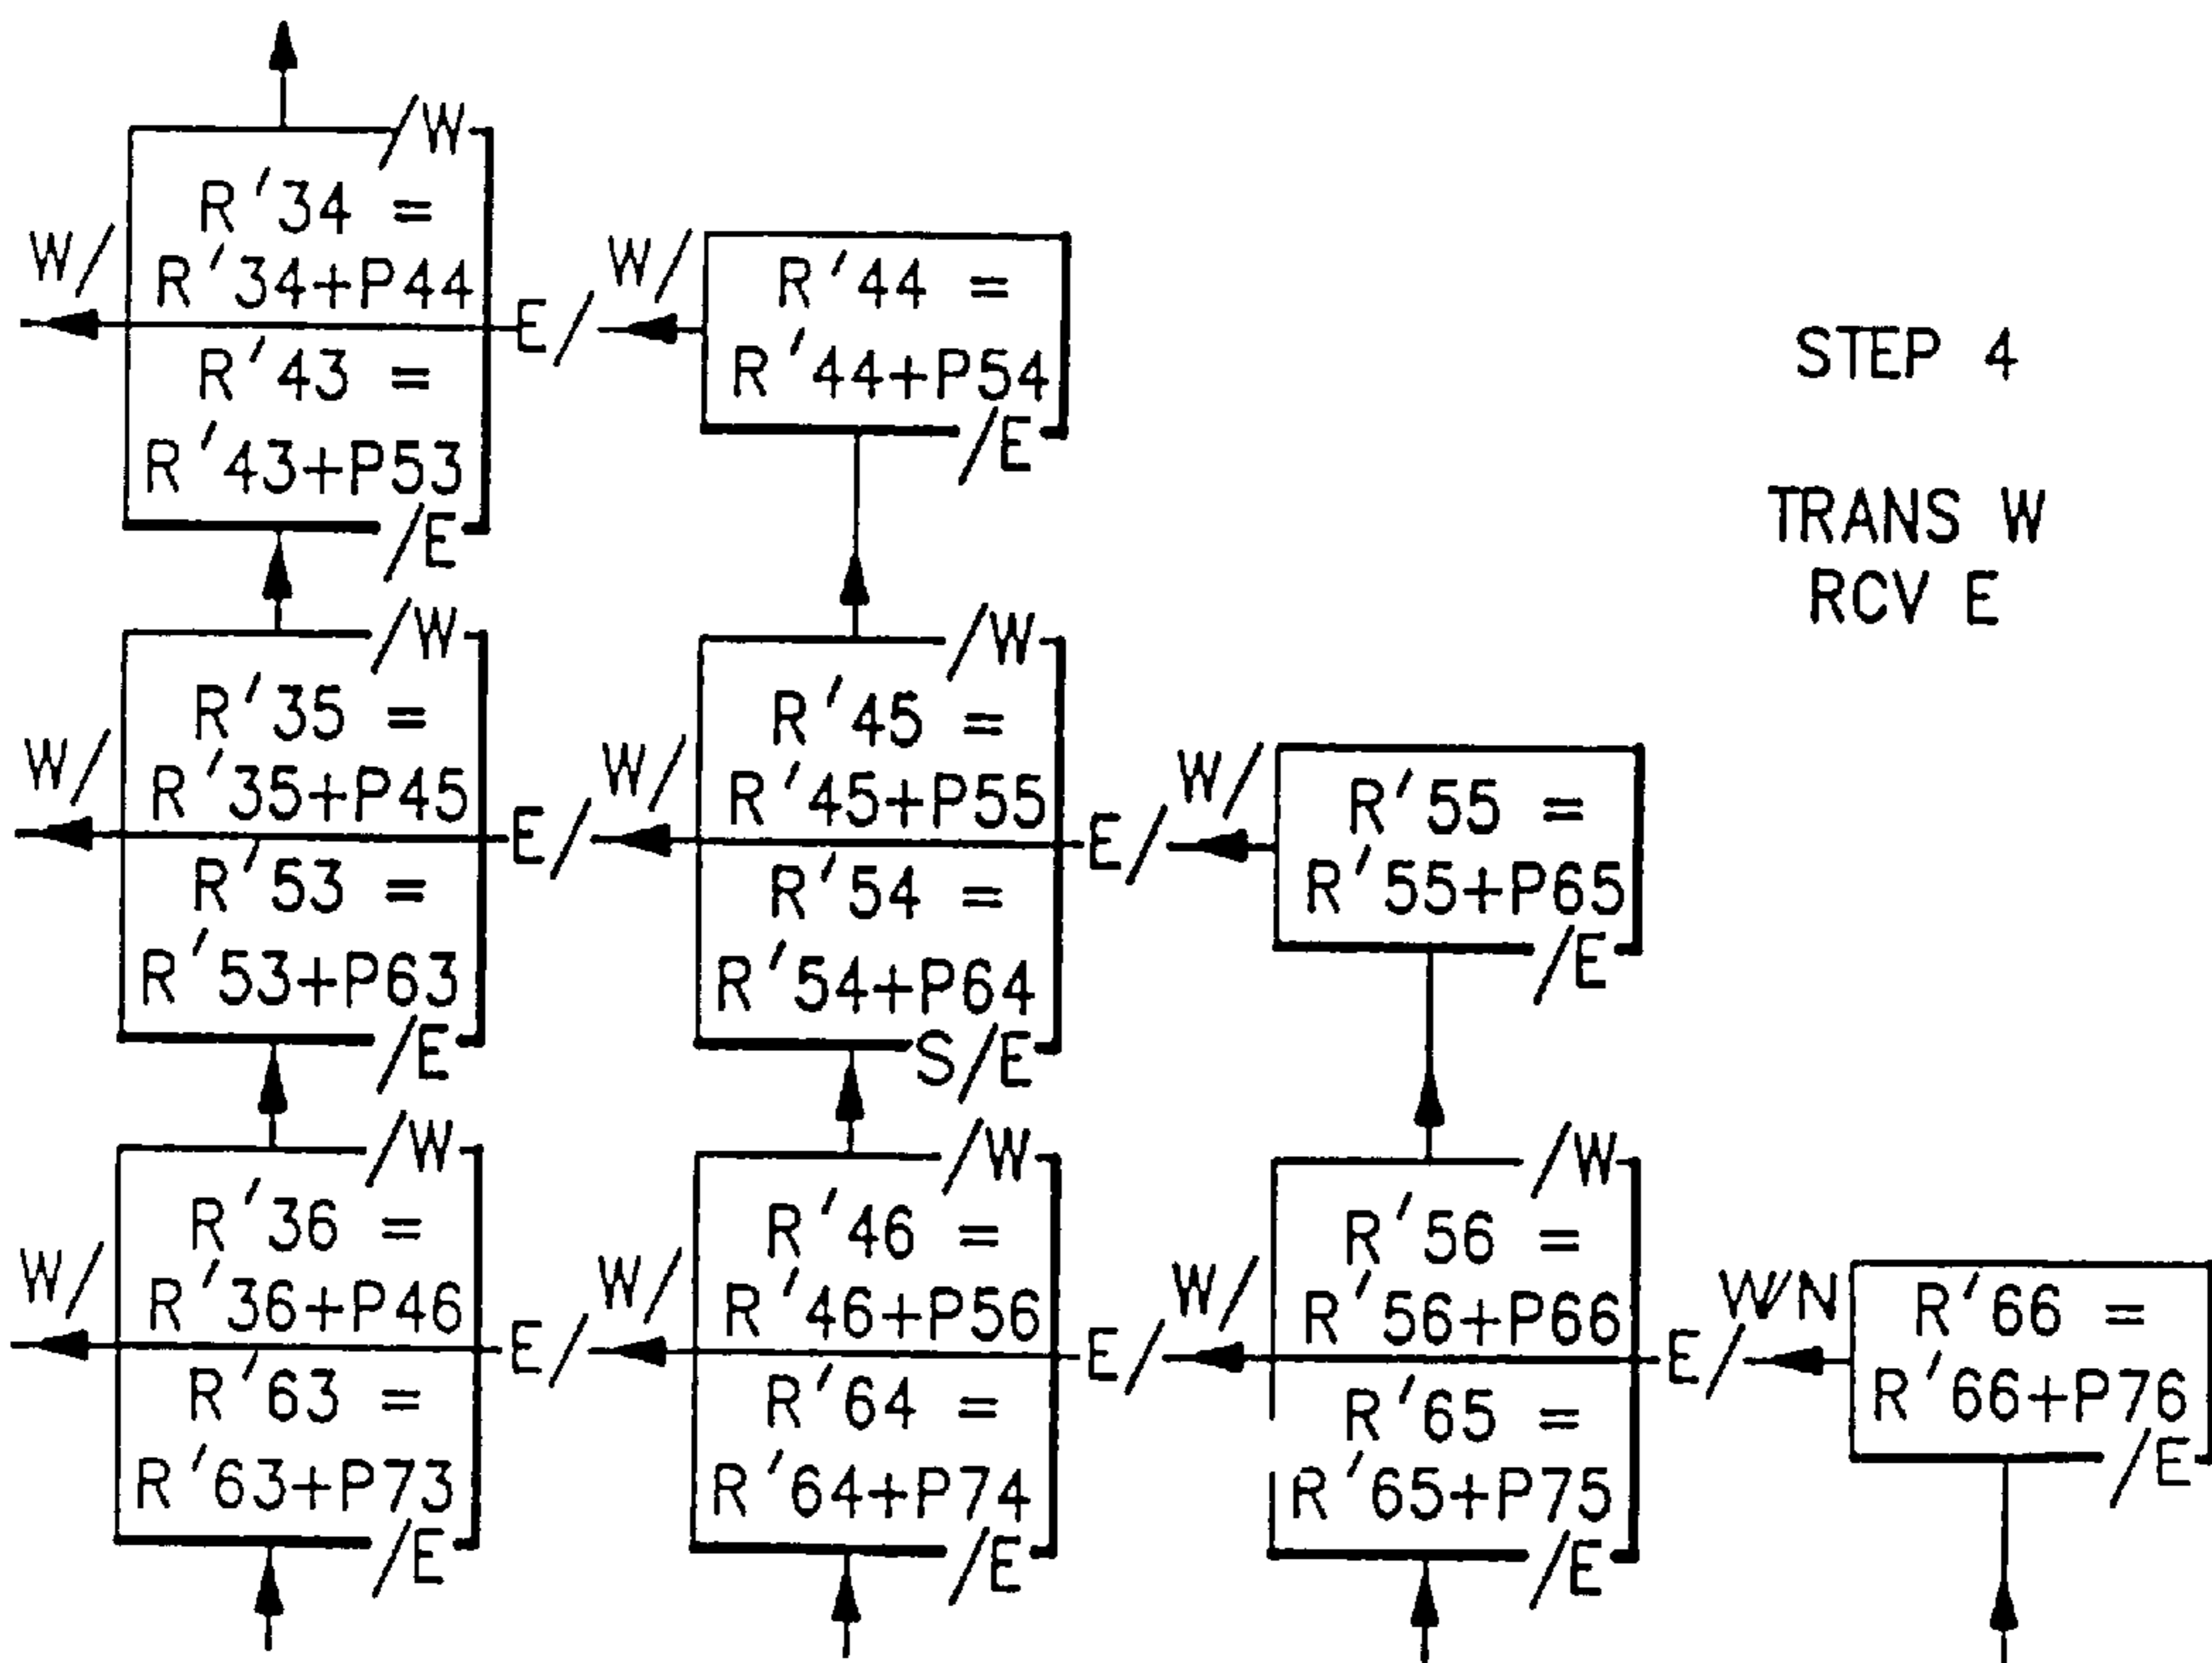 /W
R'34 =
W/
R'34+P44
E/
R'43 =
R'43+P53
/E
W/
R'44 =
R'44+P54
/E
STEP 4
TRANS W
RCV E
/W
R'35 =
W/
R'35+P45
E/
R'53 =
R'53+P63
/E
/W
R'45 =
W/
R'45+P55
E/
R'54 =
R'54+P64
S/E
W/
R'55 =
R'55+P65
/E
/W
R'36 =
W/
R'36+P46
E/
R'63 =
R'63+P73
/E
/W
R'46 =
W/
R'46+P56
E/
R'64 =
R'64+P74
/E
/W
R'56 =
W/
R'56+P66
E/
R'65 =
R'65+P75
/E
W/N
R'66 =
R'66+P76
/E